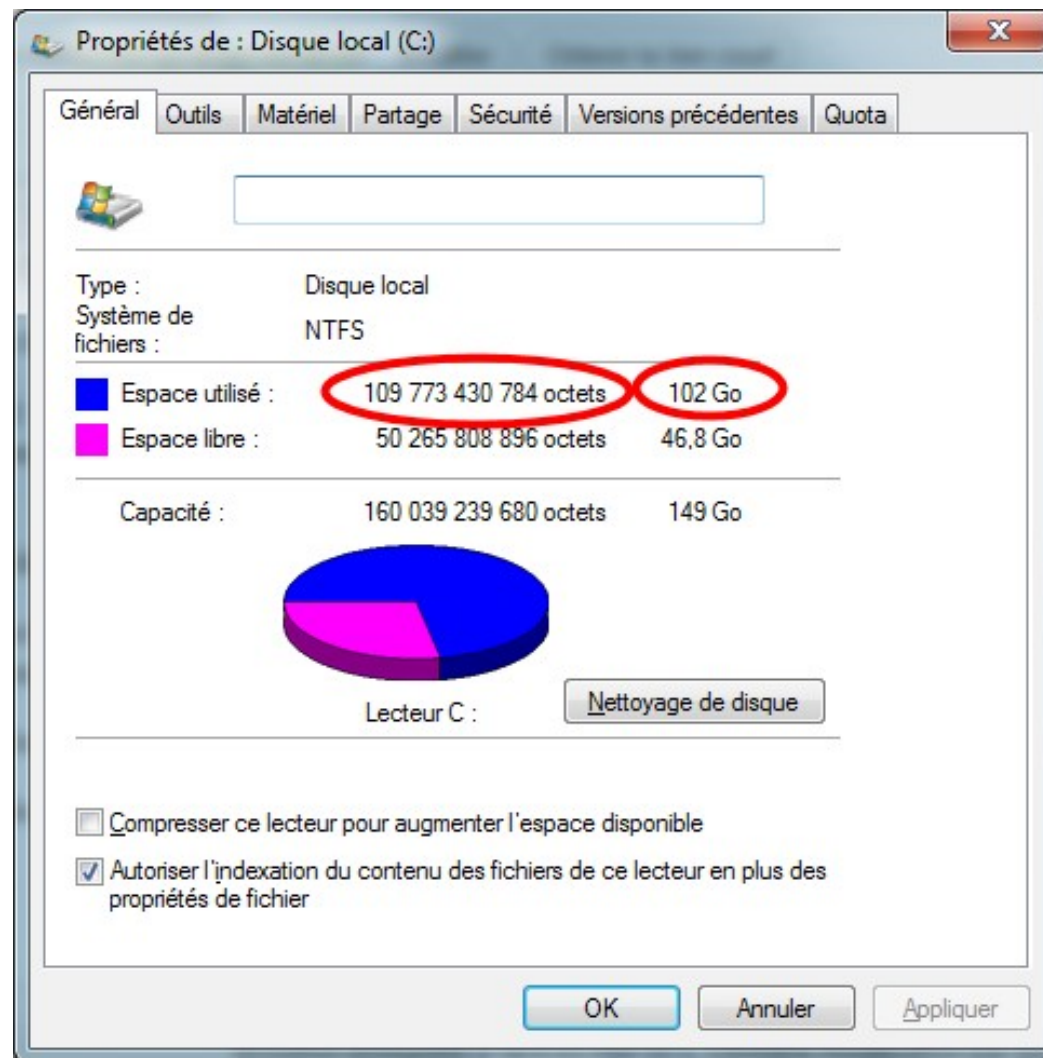 Propriétés de : Disque local (C:)
Général Outils Matériel Partage Sécurité Versions précédentes Quota
Type : Disque local
Système de fichiers : NTFS
Espace utilisé : 109 773 430 784 octets 102 Go
Espace libre : 50 265 808 896 octets 46,8 Go
Capacité : 160 039 239 680 octets 149 Go
Lecteur C : Nettoyage de disque
Compresser ce lecteur pour augmenter l'espace disponible
Autoriser l'indexation du contenu des fichiers de ce lecteur en plus des
propriétés de fichier
OK Annuler Appliquer